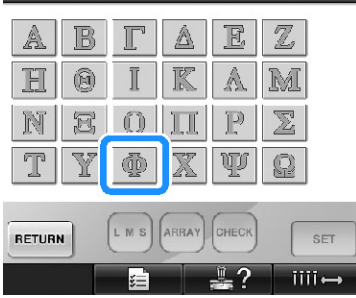 Α Β Γ Δ Ε Ζ
Η Θ Ι Κ Λ Μ
Ν Ξ Ο Π Ρ Σ
Τ Υ Φ Χ Ψ Ω
RETURN L M S ARRAY CHECK SET
?